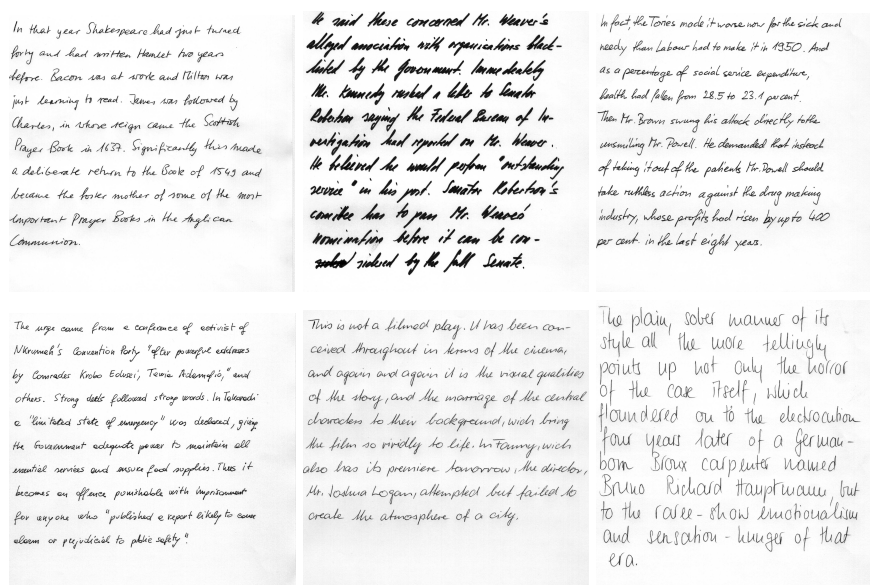 In that year Shakespeare had just turned
forty and had written Hamlet two years
before. Bacon was at work and Milton was
just learning to read. James was followed by
Charles, in whose reign came the Scottish
Prayer Book in 1637. Significantly this made
a deliberate return to the Book of 1549 and
became the foster mother of some of the most
important Prayer Books in the Anglican
Communion.
He said these concerned Mr. Weaver's
alleged association with organisations black-
listed by the Government. Immediately
Mr. Kennedy rushed a letter to Senator
Robertson saying the Federal Bureau of In-
vestigation had reported on Mr. Weaver.
He believed he would perform "outstanding
service" in his post. Senator Robertson's
comittee has to pass Mr. Weaver's
nomination before it can be con-
sidered by the full Senate.
In fact, the Tories made it worse now for the sick and
needy than Labour had to make it in 1950. And
as a percentage of social service expenditure,
health had fallen from 28.5 to 23.1 per cent.
Then Mr. Brown swung his attack directly to the
unsmiling Mr. Powell. He demanded that instead
of taking it out of the patients Mr. Powell should
take ruthless action against the drug making
industry, whose profits had risen by up to 400
per cent. in the last eight years.
The urge came from a conference of activist of
Nkrumah's Convention Party "after powerful addresses
by Comrades Krobo Edusei, Tawia Adamafio," and
others. Strong deeds followed strong words. In Takoradi
a "limitated state of emergency" was declared, giving
the Government adequate power to maintain all
essential services and ensure food supplies. Thus it
becomes an offence punishable with imprisonment
for anyone who "published a report likely to cause
alarm or prejudicial to public safety".
This is not a filmed play. It has been con-
ceived throughout in terms of the cinema,
and again and again it is the visual qualities
of the story, and the marriage of the central
characters to their background, wich bring
the film so vividly to life. In Fanny, wich
also has its premiere tomorrow, the director,
Mr. Joshua Logan, attempted but failed to
create the atmosphere of a city.
The plain, sober manner of its
style all the more tellingly
points up not only the horror
of the case itself, which
floundered on to the electrocution
four years later of a German-
born Bronx carpenter named
Bruno Richard Hauptmann, but
to the raree-show emotionalism
and sensation-hunger of that
era.